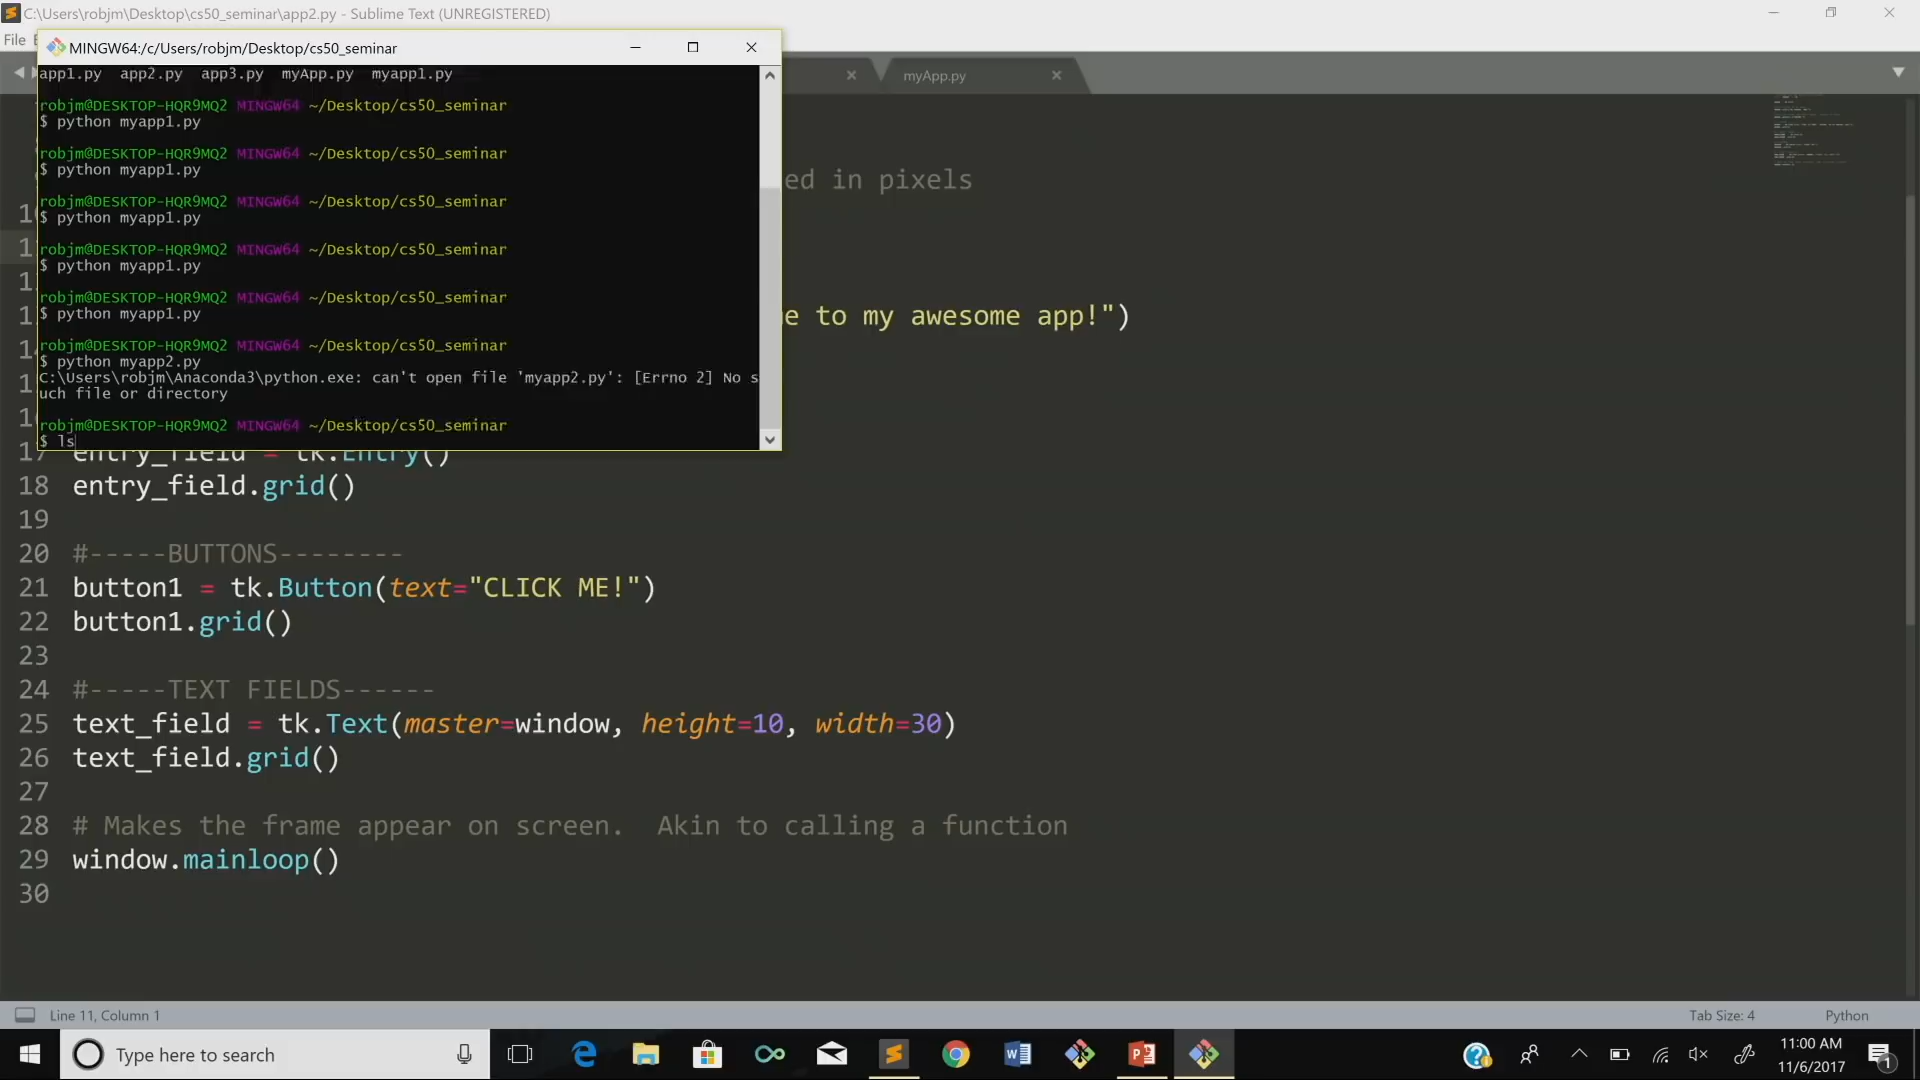 C:\Users\robjm\Desktop\cs50_seminar\app2.py - Sublime Text (UNREGISTERED)
File
MINGW64:/c/Users/robjm/Desktop/cs50_seminar
app1.py  app2.py  app3.py  myApp.py  myapp1.py
myApp.py
robjm@DESKTOP-HQR9MQ2 MINGW64 ~/Desktop/cs50_seminar
$ python myapp1.py
robjm@DESKTOP-HQR9MQ2 MINGW64 ~/Desktop/cs50_seminar
$ python myapp1.py
robjm@DESKTOP-HQR9MQ2 MINGW64 ~/Desktop/cs50_seminar
$ python myapp1.py
robjm@DESKTOP-HQR9MQ2 MINGW64 ~/Desktop/cs50_seminar
$ python myapp1.py
robjm@DESKTOP-HQR9MQ2 MINGW64 ~/Desktop/cs50_seminar
$ python myapp1.py
robjm@DESKTOP-HQR9MQ2 MINGW64 ~/Desktop/cs50_seminar
$ python myapp2.py
C:\Users\robjm\Anaconda3\python.exe: can't open file 'myapp2.py': [Errno 2] No s
uch file or directory
robjm@DESKTOP-HQR9MQ2 MINGW64 ~/Desktop/cs50_seminar
$ ls
ed in pixels
e to my awesome app!")
17 entry_field = tk.Entry()
18 entry_field.grid()
19
20 #-----BUTTONS--------
21 button1 = tk.Button(text="CLICK ME!")
22 button1.grid()
23
24 #-----TEXT FIELDS------
25 text_field = tk.Text(master=window, height=10, width=30)
26 text_field.grid()
27
28 # Makes the frame appear on screen.  Akin to calling a function
29 window.mainloop()
30
Line 11, Column 1
Tab Size: 4
Python
Type here to search
11:00 AM
11/6/2017
1